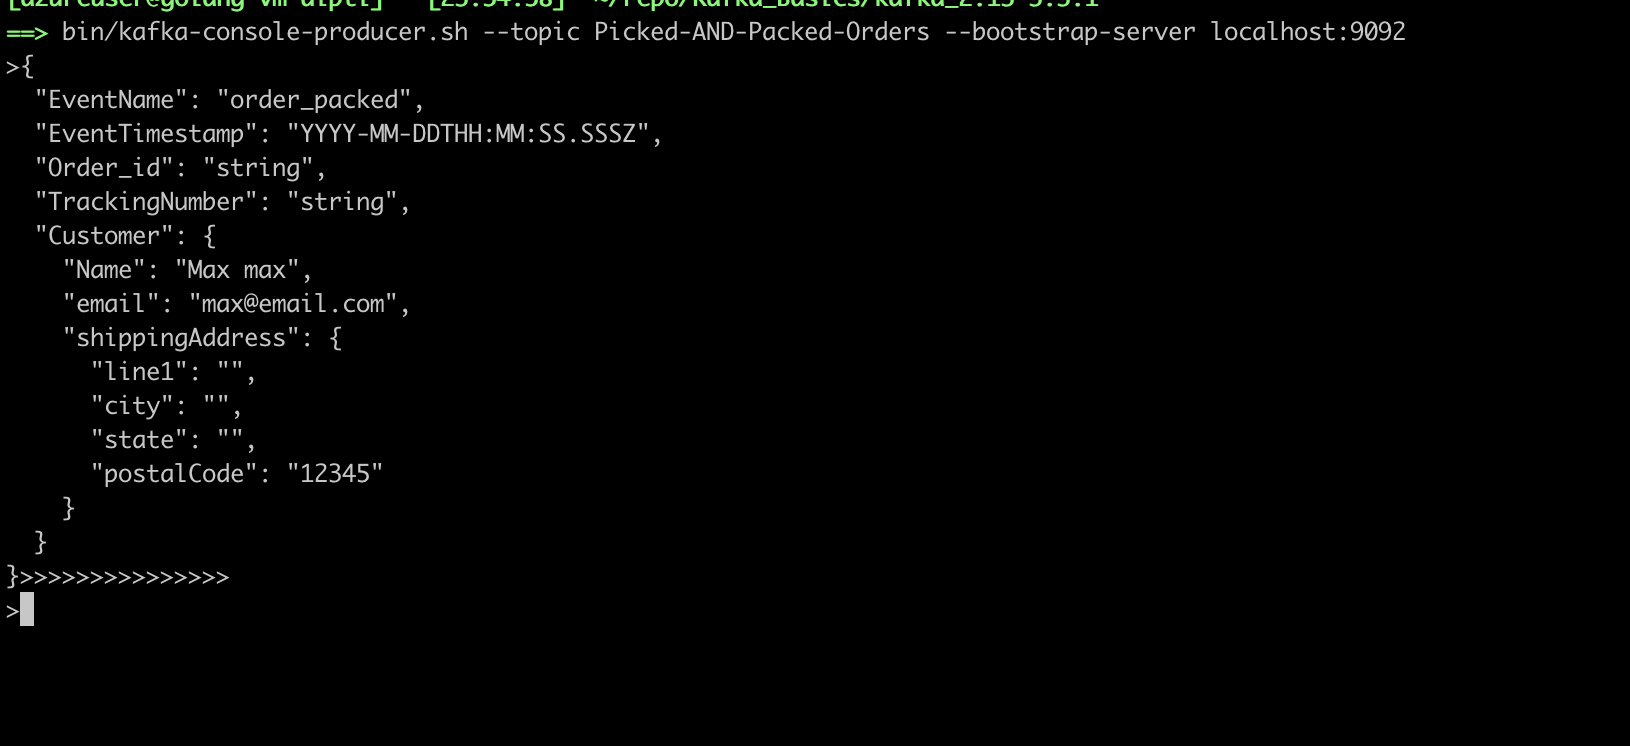 ==> bin/kafka-console-producer.sh --topic Picked-AND-Packed-Orders --bootstrap-server localhost:9092
>{
  "EventName": "order_packed",
  "EventTimestamp": "YYYY-MM-DDTHH:MM:SS.SSSZ",
  "Order_id": "string",
  "TrackingNumber": "string",
  "Customer": {
    "Name": "Max max",
    "email": "max@email.com",
    "shippingAddress": {
      "line1": "",
      "city": "",
      "state": "",
      "postalCode": "12345"
    }
  }
}>>>>>>>>>>>>>>>
>